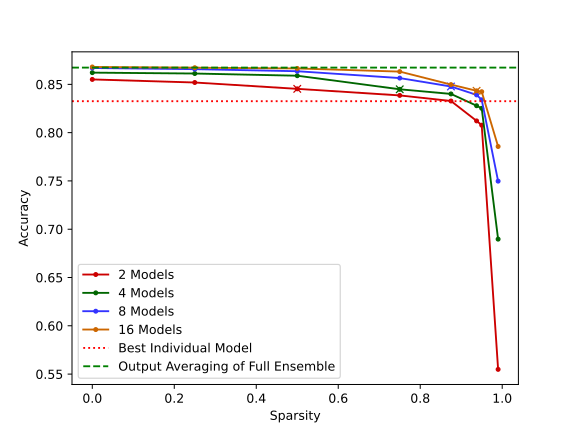 0.85
0.80
0.75
0.70
0.65
0.60
0.55
Accuracy
2 Models
4 Models
8 Models
16 Models
Best Individual Model
Output Averaging of Full Ensemble
0.0 0.2 0.4 0.6 0.8 1.0
Sparsity